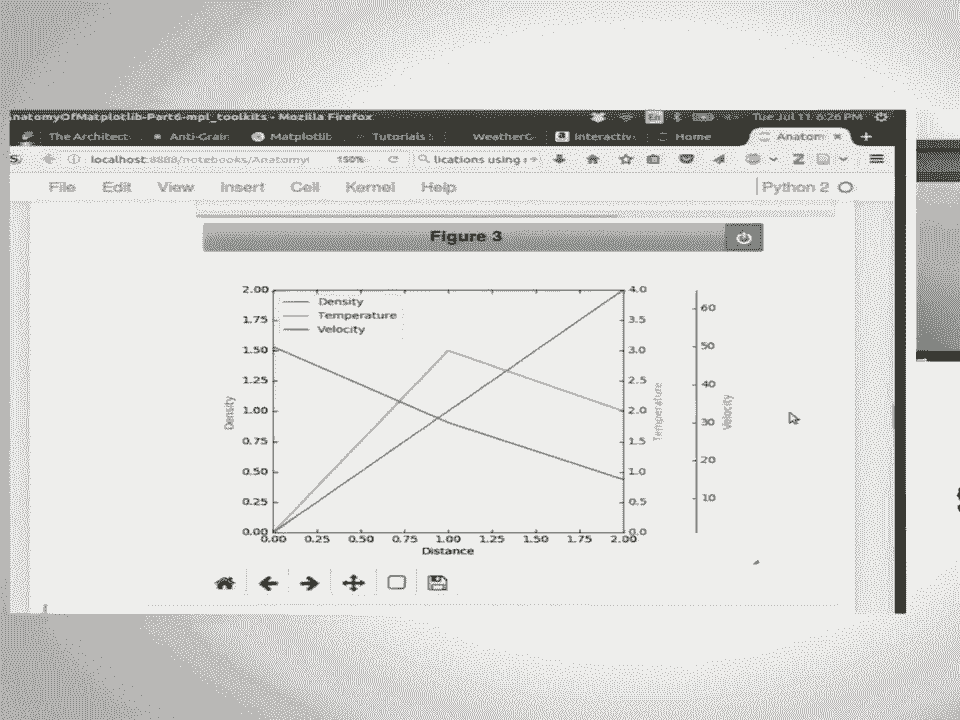 AnatomyOfMatplotlib-Part6-mpl_toolkits - Mozilla Firefox En Tue Jul 11 6:26 PM
The Architect Anti-Grain Matplotlib Tutorials : WeatherC Interactiv Home Anatom
localhost:8888/notebooks/Anatomy 150% lications using
File Edit View Insert Cell Kernel Help Python 2
Figure 3
2.00
1.75
1.50
1.25
1.00
0.75
0.50
0.25
0.00
Density
Density
Temperature
Velocity
0.00 0.25 0.50 0.75 1.00 1.25 1.50 1.75 2.00
Distance
4.0
3.5
3.0
2.5
2.0
1.5
1.0
0.5
0.0
Temperature
60
50
40
30
20
10
Velocity